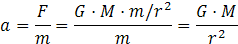 a = F/m = (G · M · m/r²)/m = (G · M)/r²